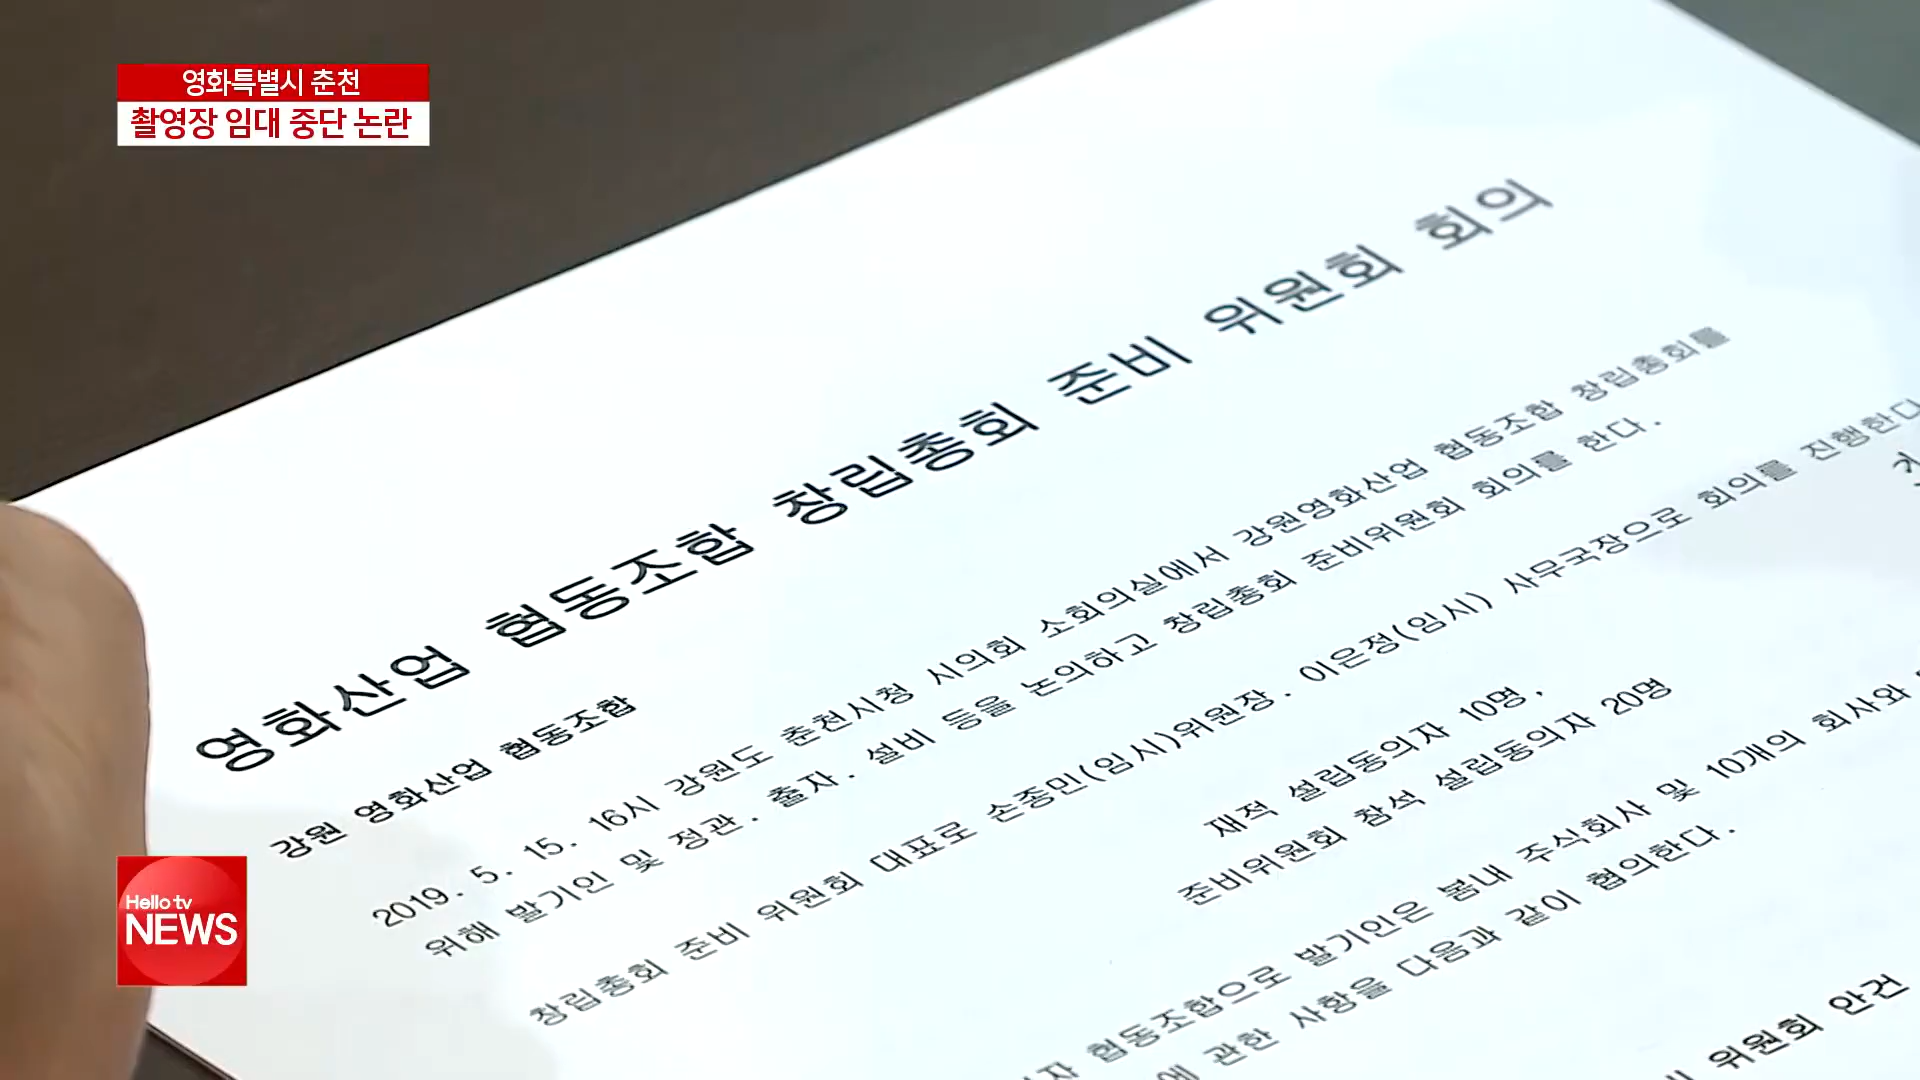 영화특별시 춘천
촬영장 임대 중단 논란
영화산업 협동조합 창립총회 준비 위원회 회의
강원 영화산업 협동조합
2019. 5. 15. 16시 강원도 춘천시청 시의회 소회의실에서 강원영화산업 협동조합 창립총회를
위해 발기인 및 정관. 출자. 설비 등을 논의하고 창립총회 준비위원회 회의를 한다.
창립총회 준비 위원회 대표로 손종민(임시)위원장. 이은정(임시) 사무국장으로 회의를 진행한다
재적 설립동의자 10명,
준비위원회 참석 설립동의자 20명
협동조합으로 발기인은 봄내 주식회사 및 10개의 회사와
에 관한 사항을 다음과 같이 협의한다.
위원회 안건
Hello tv
NEWS